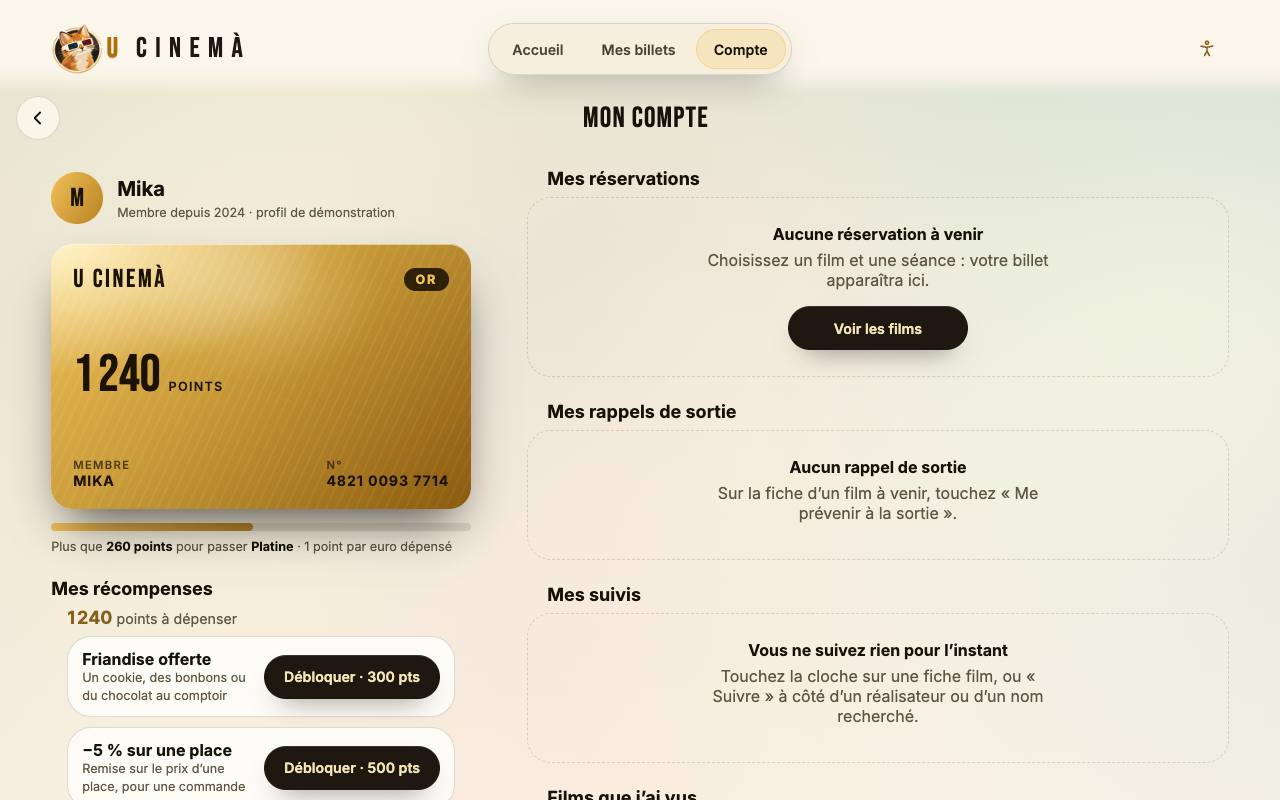 U CINEMÀ
Accueil
Mes billets
Compte
MON COMPTE
M
Mika
Membre depuis 2024 · profil de démonstration
U CINEMÀ
OR
1 240 POINTS
MEMBRE
MIKA
N°
4821 0093 7714
Plus que 260 points pour passer Platine · 1 point par euro dépensé
Mes récompenses
1 240 points à dépenser
Friandise offerte
Un cookie, des bonbons ou
du chocolat au comptoir
Débloquer · 300 pts
−5 % sur une place
Remise sur le prix d’une
place, pour une commande
Débloquer · 500 pts
Mes réservations
Aucune réservation à venir
Choisissez un film et une séance : votre billet
apparaîtra ici.
Voir les films
Mes rappels de sortie
Aucun rappel de sortie
Sur la fiche d’un film à venir, touchez « Me
prévenir à la sortie ».
Mes suivis
Vous ne suivez rien pour l’instant
Touchez la cloche sur une fiche film, ou «
Suivre » à côté d’un réalisateur ou d’un nom
recherché.
Films que j’ai vus